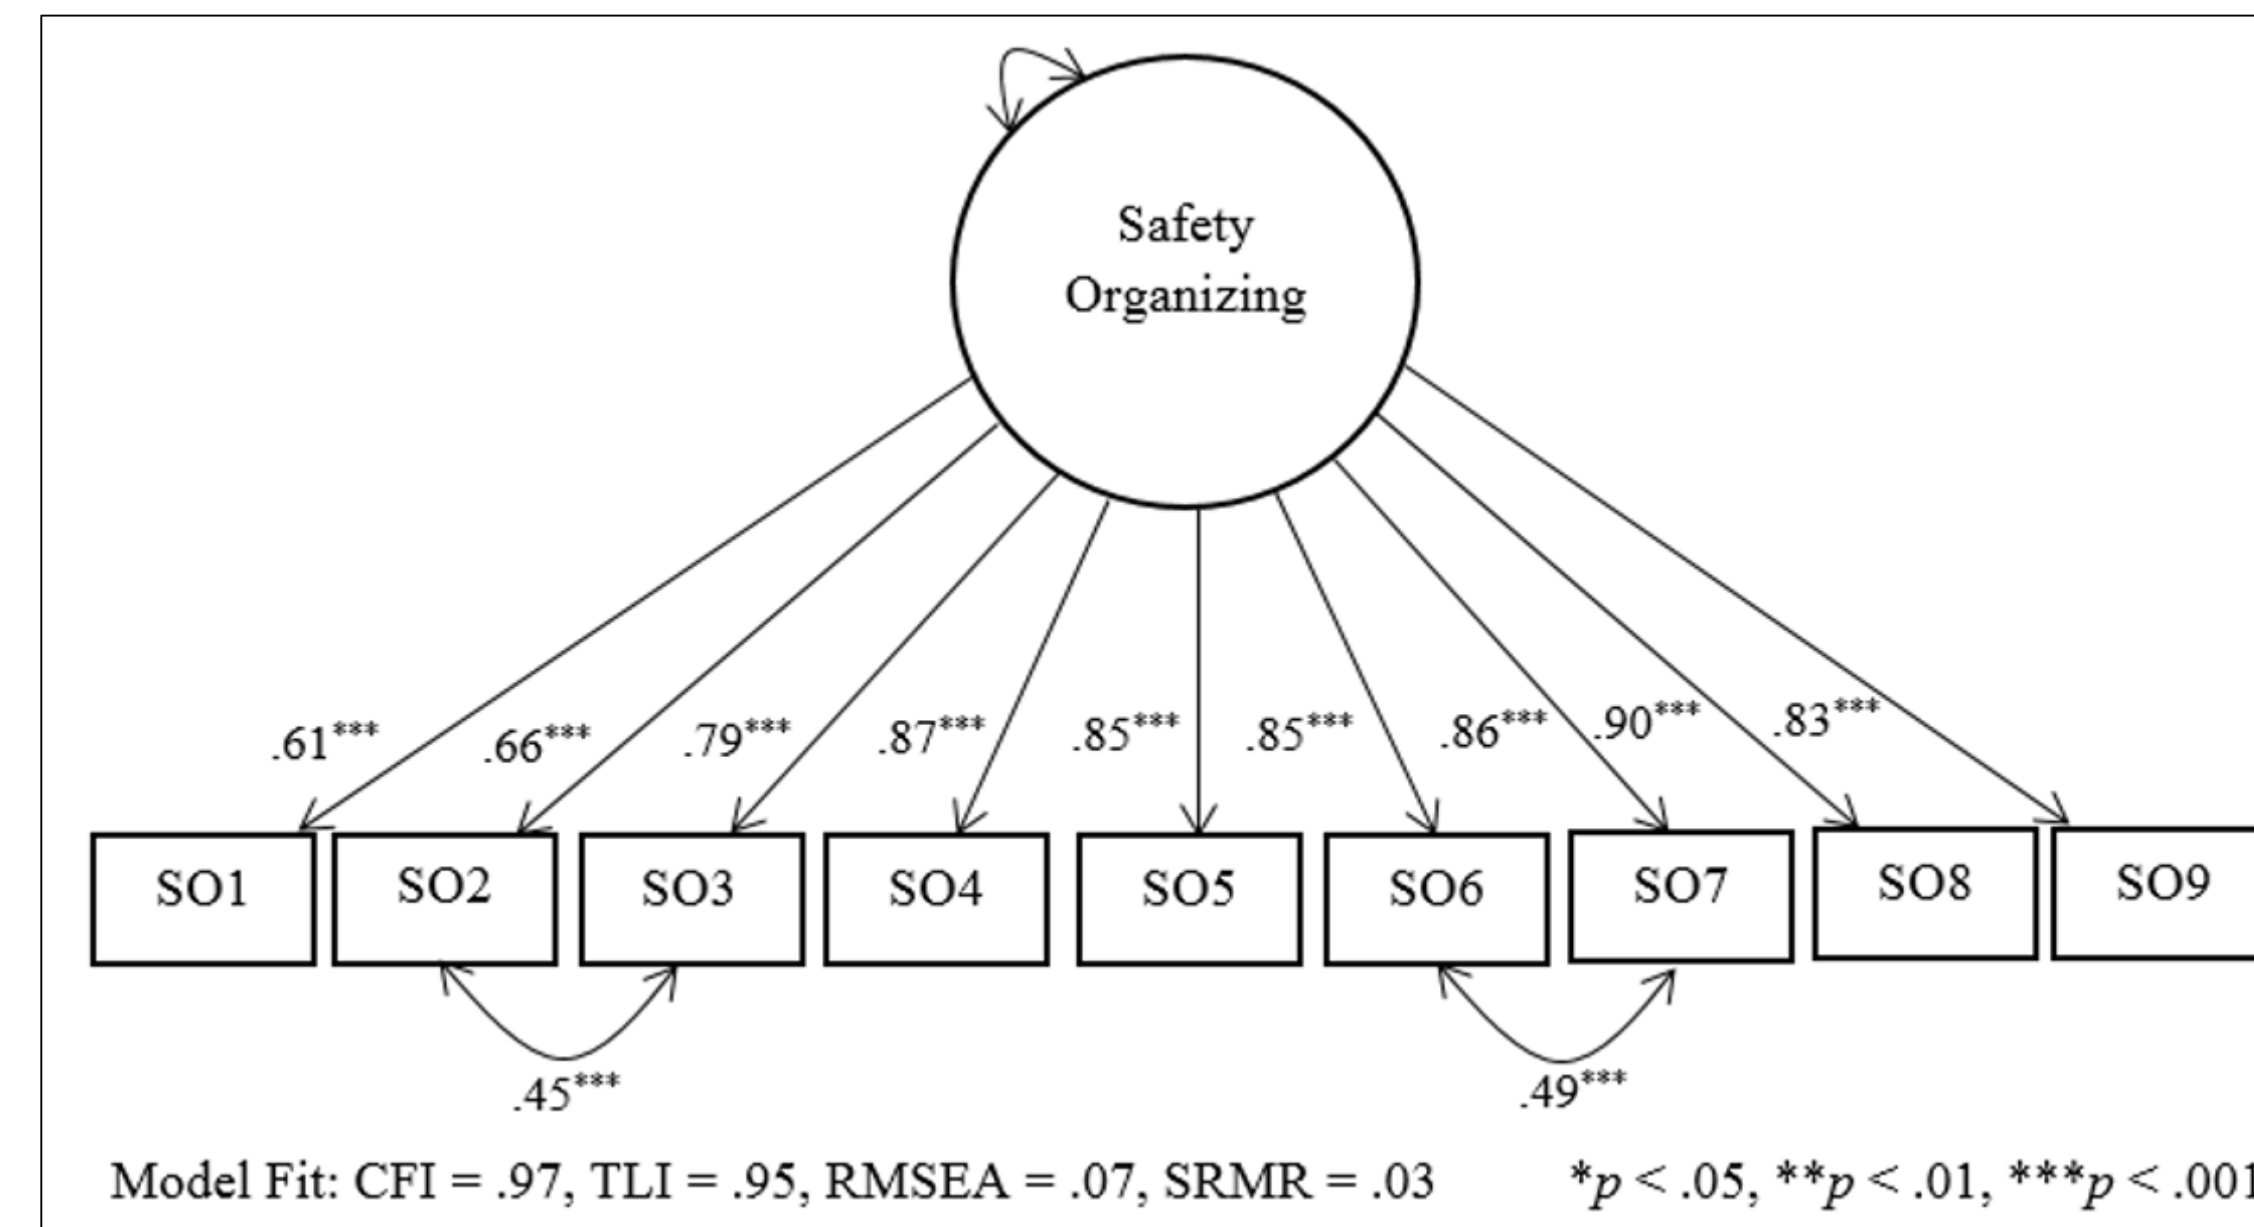 Safety
Organizing
.61*** .66*** .79*** .87*** .85*** .85*** .86*** .90*** .83***
SO1 SO2 SO3 SO4 SO5 SO6 SO7 SO8 SO9
.45*** .49***
Model Fit: CFI = .97, TLI = .95, RMSEA = .07, SRMR = .03 *p < .05, **p < .01, ***p < .001